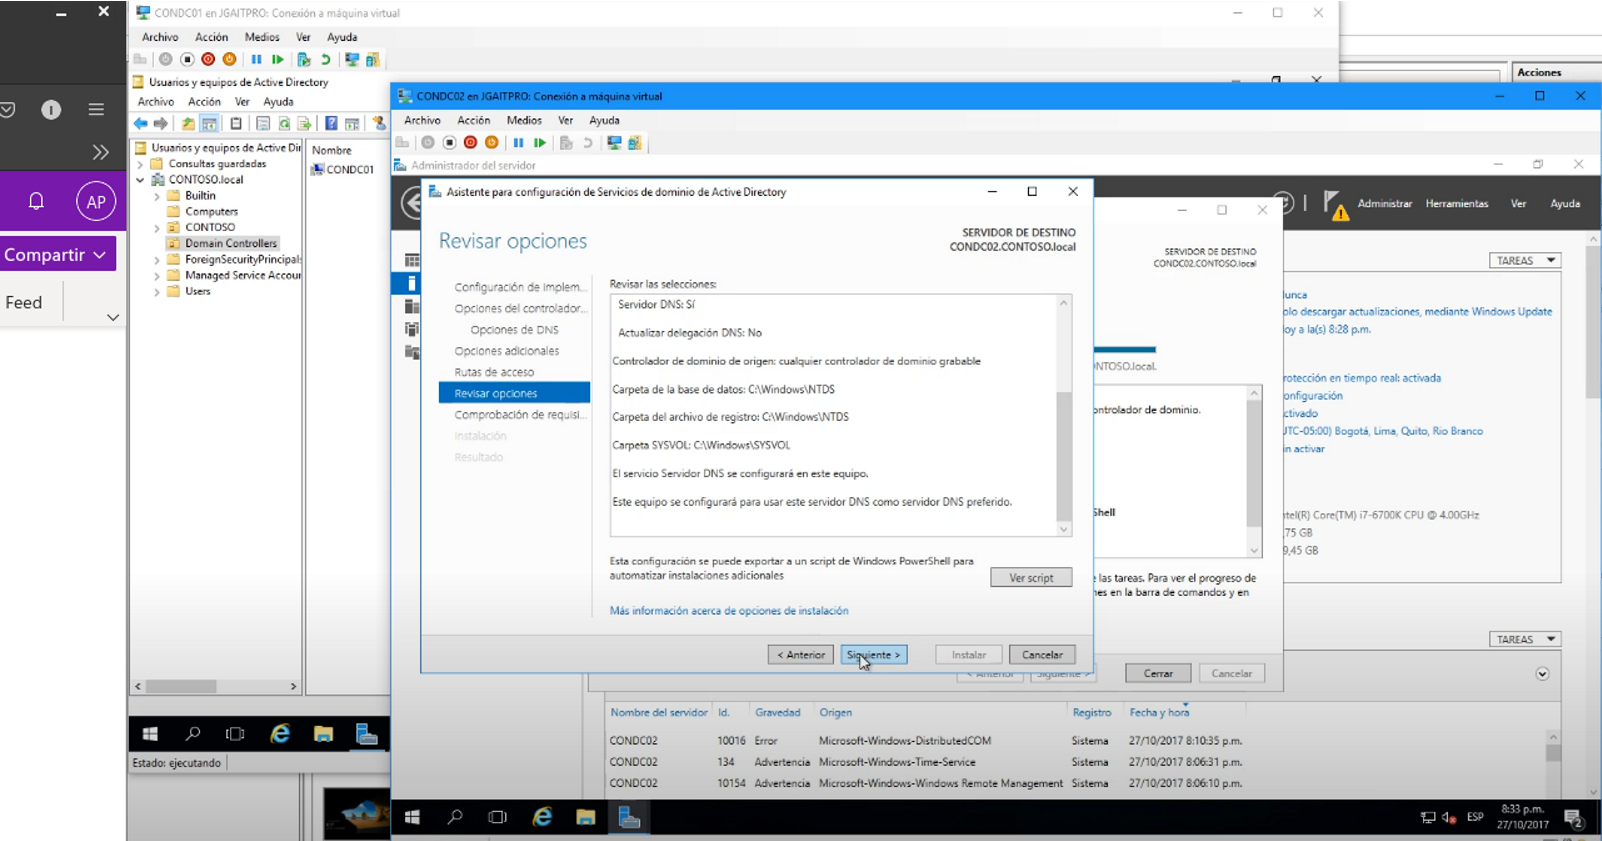 CONDC01 en JGAITPRO: Conexión a máquina virtual
Archivo Acción Medios Ver Ayuda
Usuarios y equipos de Active Directory
Archivo Acción Ver Ayuda
Usuarios y equipos de Active Dir
Consultas guardadas
CONTOSO.local
Builtin
Computers
CONTOSO
Domain Controllers
ForeignSecurityPrincipals
Managed Service Accour
Users
Nombre
CONDC01
Estado: ejecutando
AP
Compartir
Feed
Acciones
CONDC02 en JGAITPRO: Conexión a máquina virtual
Archivo Acción Medios Ver Ayuda
Administrador del servidor
Administrar Herramientas Ver Ayuda
Asistente para configuración de Servicios de dominio de Active Directory
Revisar opciones
SERVIDOR DE DESTINO
CONDC02.CONTOSO.local
Configuración de implem...
Opciones del controlador...
Opciones de DNS
Opciones adicionales
Rutas de acceso
Revisar opciones
Comprobación de requisi...
Instalación
Resultado
Revisar las selecciones:
Servidor DNS: Sí
Actualizar delegación DNS: No
Controlador de dominio de origen: cualquier controlador de dominio grabable
Carpeta de la base de datos: C:\Windows\NTDS
Carpeta del archivo de registro: C:\Windows\NTDS
Carpeta SYSVOL: C:\Windows\SYSVOL
El servicio Servidor DNS se configurará en este equipo.
Este equipo se configurará para usar este servidor DNS como servidor DNS preferido.
Esta configuración se puede exportar a un script de Windows PowerShell para
automatizar instalaciones adicionales
Ver script
Más información acerca de opciones de instalación
< Anterior Siguiente > Instalar Cancelar
SERVIDOR DE DESTINO
CONDC02.CONTOSO.local
NTOSO.local.
ontrolador de dominio.
Shell
las tareas. Para ver el progreso de
nes en la barra de comandos y en
< Anterior Siguiente > Cerrar Cancelar
TAREAS
lunca
olo descargar actualizaciones, mediante Windows Update
oy a la(s) 8:28 p.m.
rotección en tiempo real: activada
onfiguración
ctivado
UTC-05:00) Bogotá, Lima, Quito, Rio Branco
in activar
ntel(R) Core(TM) i7-6700K CPU @ 4.00GHz
,75 GB
9,45 GB
TAREAS
Nombre del servidor Id. Gravedad Origen Registro Fecha y hora
CONDC02 10016 Error Microsoft-Windows-DistributedCOM Sistema 27/10/2017 8:10:35 p.m.
CONDC02 134 Advertencia Microsoft-Windows-Time-Service Sistema 27/10/2017 8:06:31 p.m.
CONDC02 10154 Advertencia Microsoft-Windows-Windows Remote Management Sistema 27/10/2017 8:06:10 p.m.
ESP
8:33 p.m.
27/10/2017
2